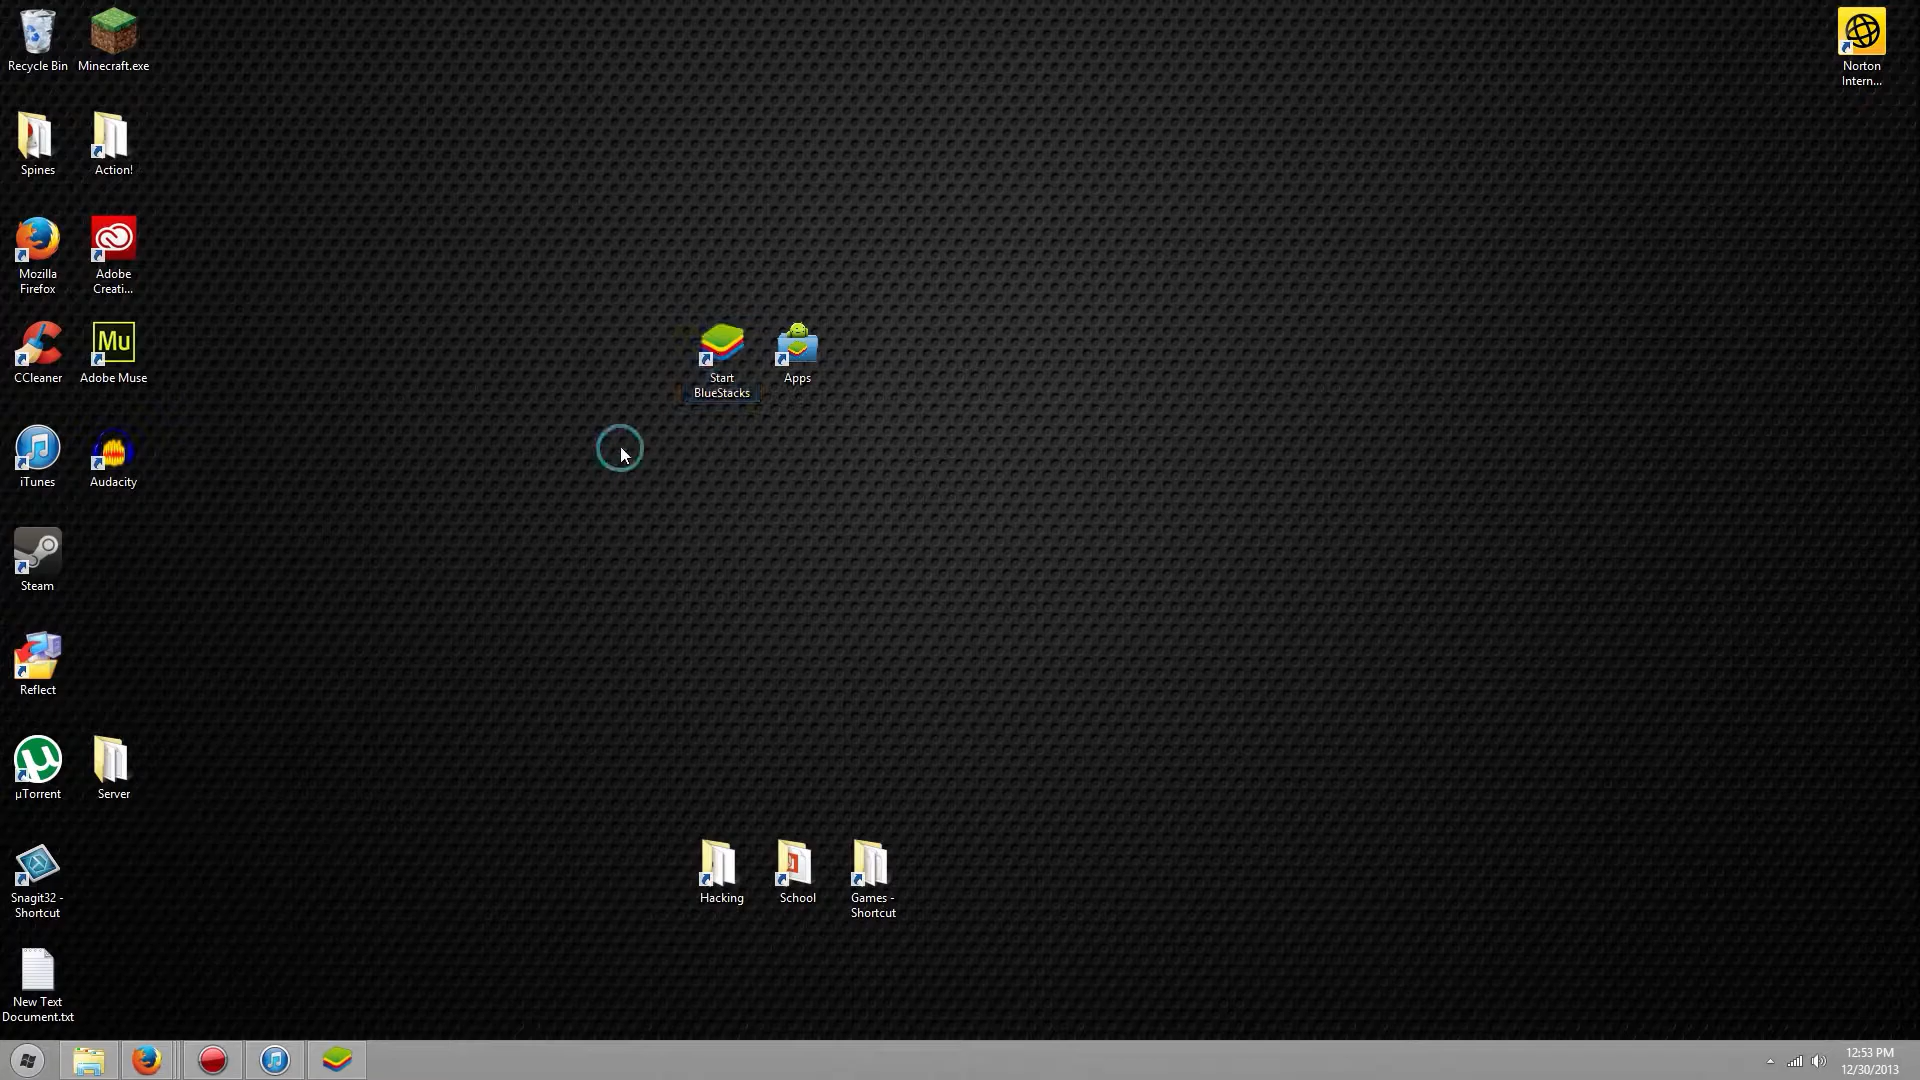 Recycle Bin
Minecraft.exe
Norton
Intern...
Spines
Action!
Mozilla
Firefox
Adobe
Creati...
CCleaner
Mu
Adobe Muse
Start
BlueStacks
Apps
iTunes
Audacity
Steam
Reflect
µTorrent
Server
Snagit32 -
Shortcut
Hacking
School
Games -
Shortcut
New Text
Document.txt
12:53 PM
12/30/2013